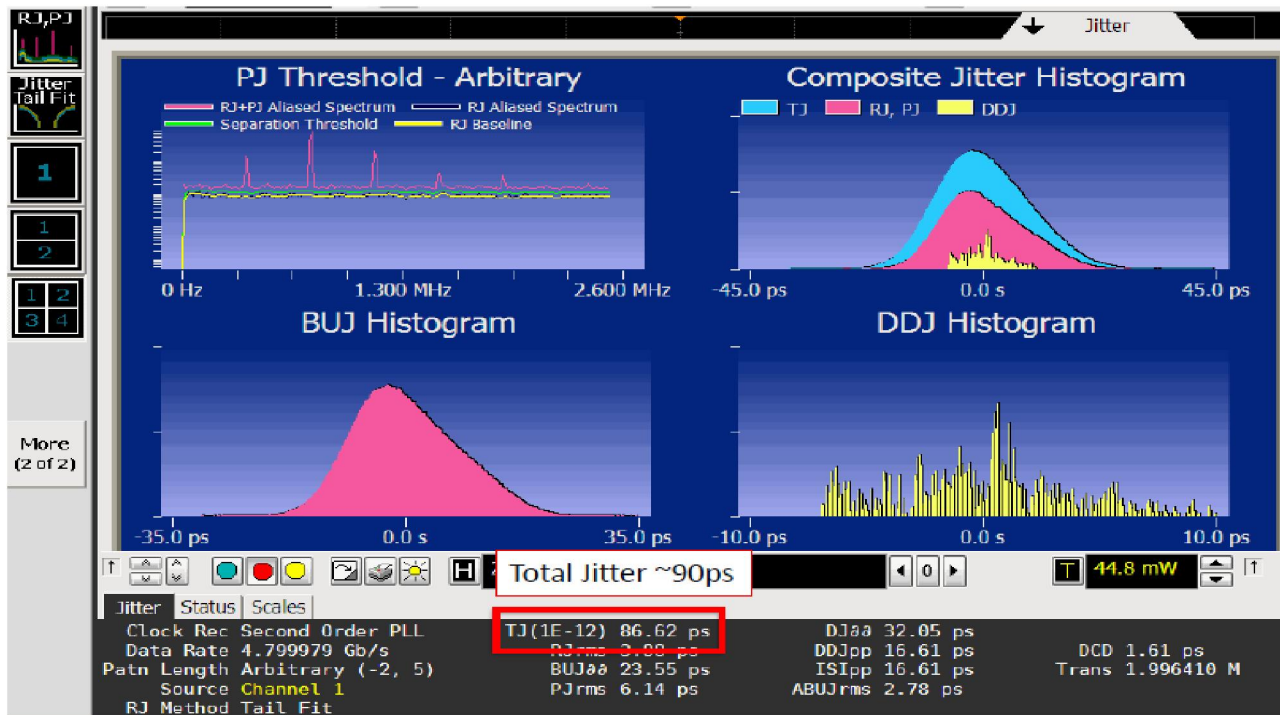 RJ,PJ
Jitter
Tail Fit
1
1
2
1 2
3 4
More
(2 of 2)
Jitter
PJ Threshold - Arbitrary
RJ+PJ Aliased Spectrum RJ Aliased Spectrum
Separation Threshold RJ Baseline
0 Hz 1.300 MHz 2.600 MHz
Composite Jitter Histogram
TJ RJ, PJ DDJ
-45.0 ps 0.0 s 45.0 ps
BUJ Histogram
-35.0 ps 0.0 s 35.0 ps
DDJ Histogram
-10.0 ps 0.0 s 10.0 ps
H Total Jitter ~90ps 0 T 44.8 mW
Jitter Status Scales
Clock Rec Second Order PLL TJ(1E-12) 86.62 ps DJ∂∂ 32.05 ps
Data Rate 4.799979 Gb/s DDJpp 16.61 ps DCD 1.61 ps
Patn Length Arbitrary (-2, 5) BUJ∂∂ 23.55 ps ISIpp 16.61 ps Trans 1.996410 M
Source Channel 1 PJrms 6.14 ps ABUJrms 2.78 ps
RJ Method Tail Fit